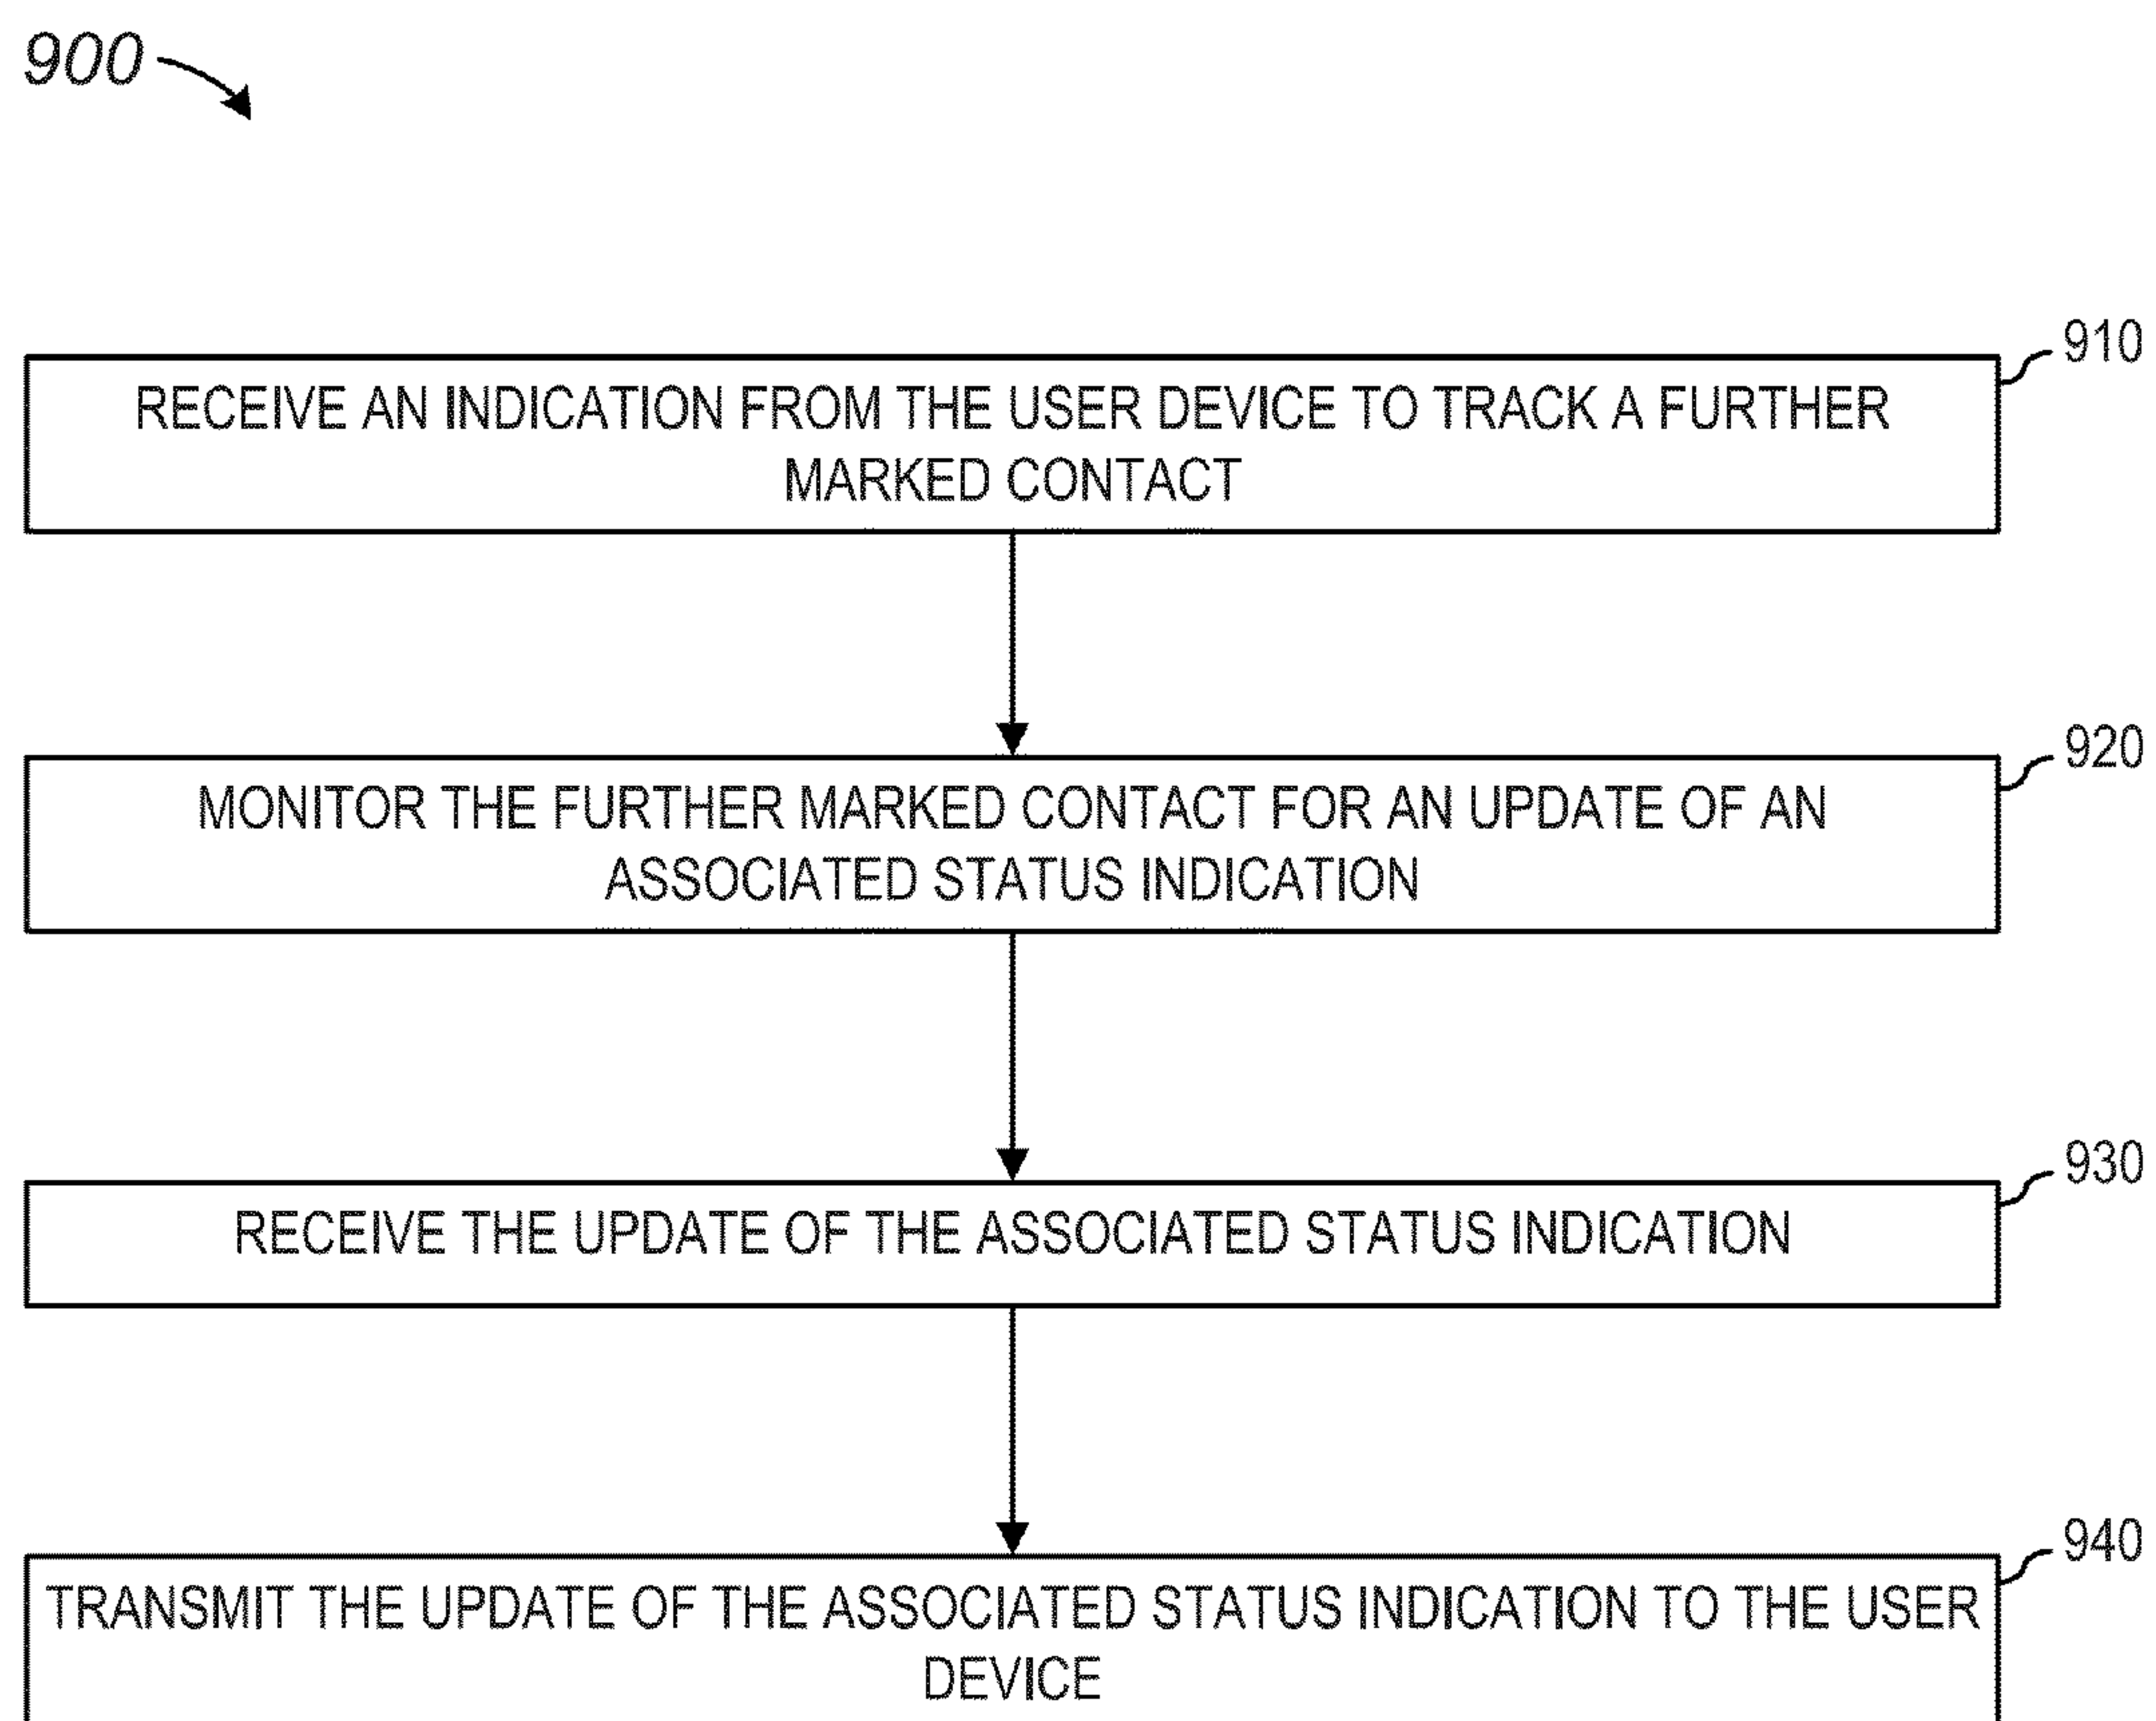 900
910
RECEIVE AN INDICATION FROM THE USER DEVICE TO TRACK A FURTHER
MARKED CONTACT
920
MONITOR THE FURTHER MARKED CONTACT FOR AN UPDATE OF AN
ASSOCIATED STATUS INDICATION
930
RECEIVE THE UPDATE OF THE ASSOCIATED STATUS INDICATION
940
TRANSMIT THE UPDATE OF THE ASSOCIATED STATUS INDICATION TO THE USER
DEVICE